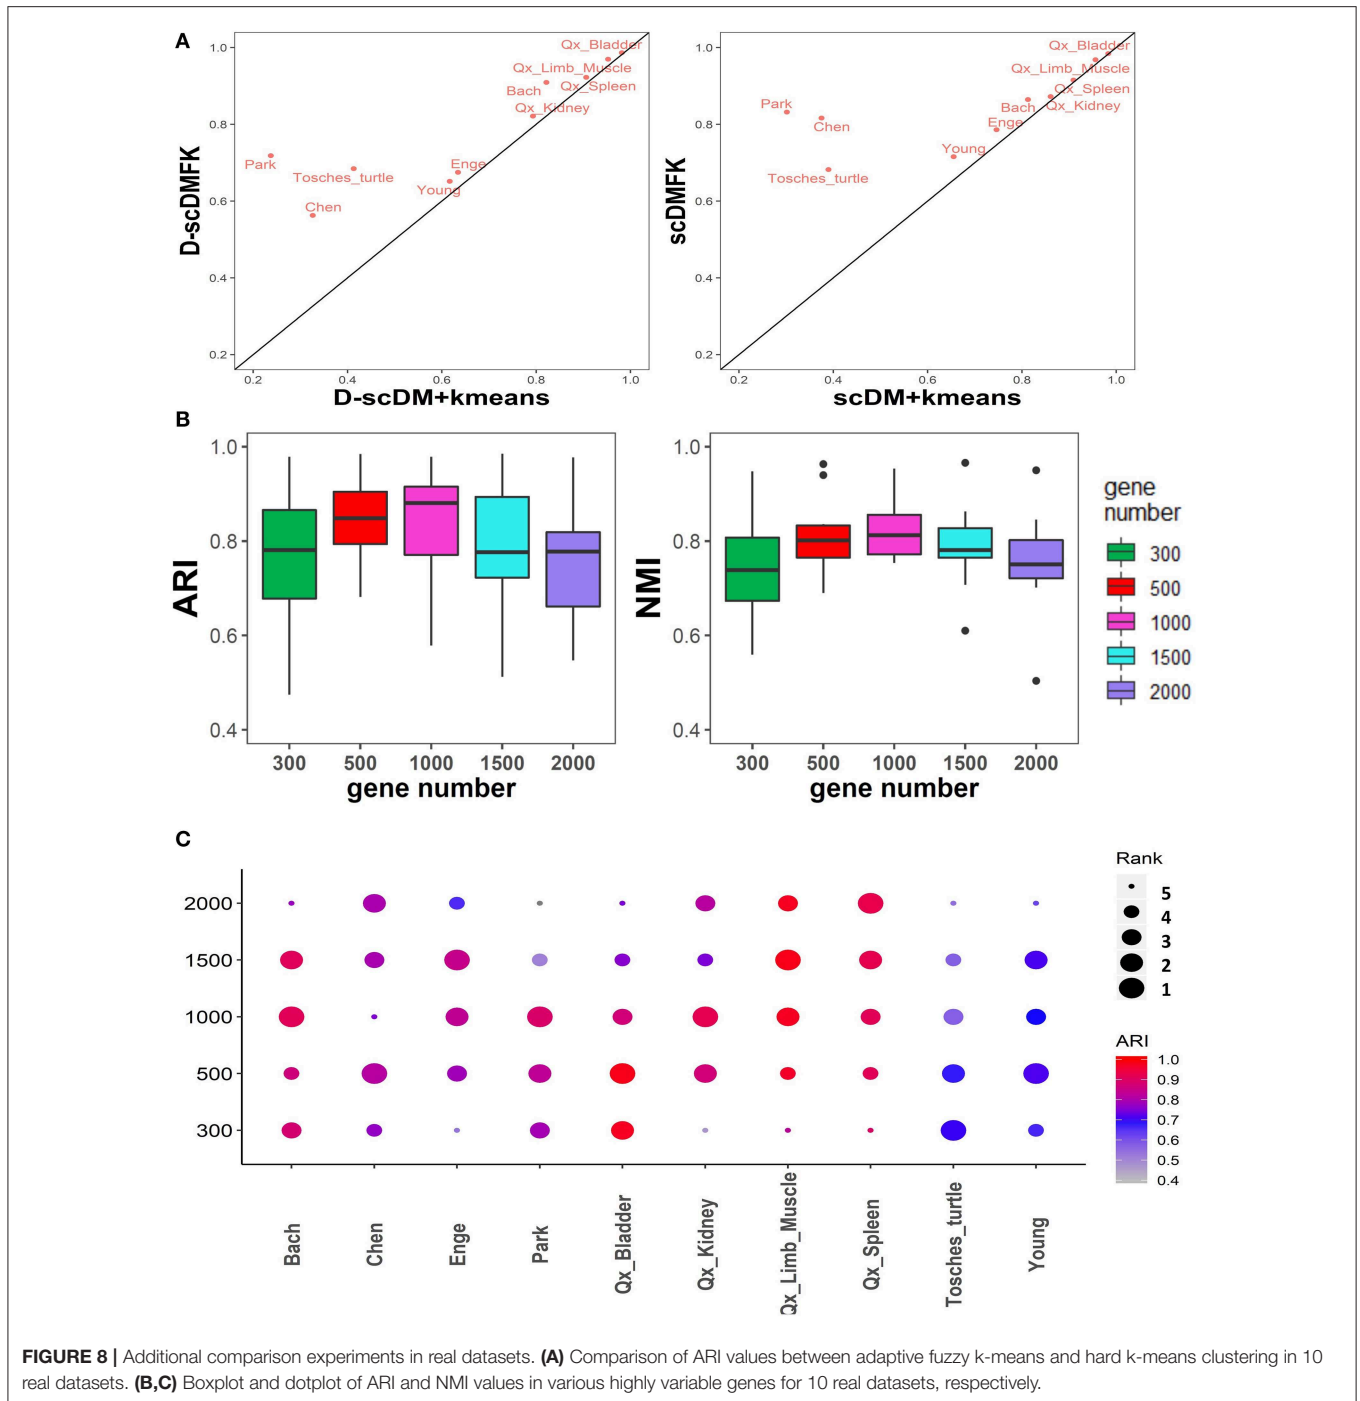 A
1.0
0.8
0.6
0.4
0.2
D-scDMFK
Qx_Bladder
Qx_Limb_Muscle
Bach
Qx_Spleen
Qx_Kidney
Park
Enge
Tosches_turtle
Young
Chen
0.2 0.4 0.6 0.8 1.0
D-scDM+kmeans
1.0
0.8
0.6
0.4
0.2
scDMFK
Qx_Bladder
Qx_Limb_Muscle
Qx_Spleen
Park
Bach
Qx_Kidney
Chen
Enge
Young
Tosches_turtle
0.2 0.4 0.6 0.8 1.0
scDM+kmeans
B
1.0
0.8
0.6
0.4
ARI
300 500 1000 1500 2000
gene number
1.0
0.8
0.6
0.4
NMI
300 500 1000 1500 2000
gene number
gene
number
300
500
1000
1500
2000
C
2000
1500
1000
500
300
Bach
Chen
Enge
Park
Qx_Bladder
Qx_Kidney
Qx_Limb_Muscle
Qx_Spleen
Tosches_turtle
Young
Rank
5
4
3
2
1
ARI
1.0
0.9
0.8
0.7
0.6
0.5
0.4
FIGURE 8 | Additional comparison experiments in real datasets. (A) Comparison of ARI values between adaptive fuzzy k-means and hard k-means clustering in 10
real datasets. (B,C) Boxplot and dotplot of ARI and NMI values in various highly variable genes for 10 real datasets, respectively.